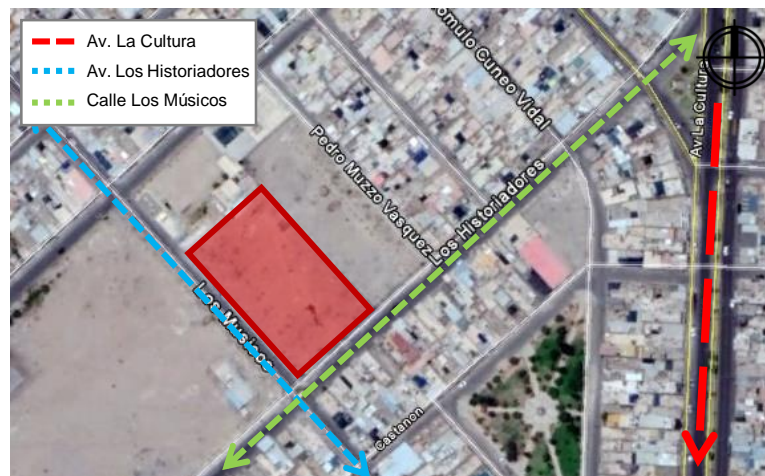 Av. La Cultura
Av. Los Historiadores
Calle Los Músicos
Romulo Cuneo Vidal
Av La Cultura
Pedro Muzzo Vasquez
Los Historiadores
Los Musicos
Castanon